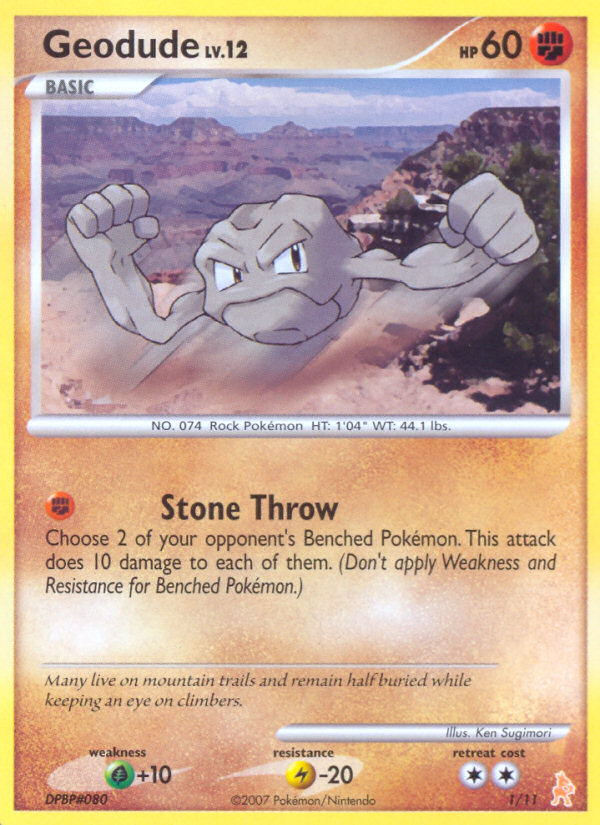 Geodude LV.12
HP 60
BASIC
NO. 074 Rock Pokémon HT: 1'04" WT: 44.1 lbs.
Stone Throw
Choose 2 of your opponent's Benched Pokémon. This attack
does 10 damage to each of them. (Don't apply Weakness and
Resistance for Benched Pokémon.)
Many live on mountain trails and remain half buried while
keeping an eye on climbers.
Illus. Ken Sugimori
weakness resistance retreat cost
+10 -20
DPBP#080 ©2007 Pokémon/Nintendo 1/11